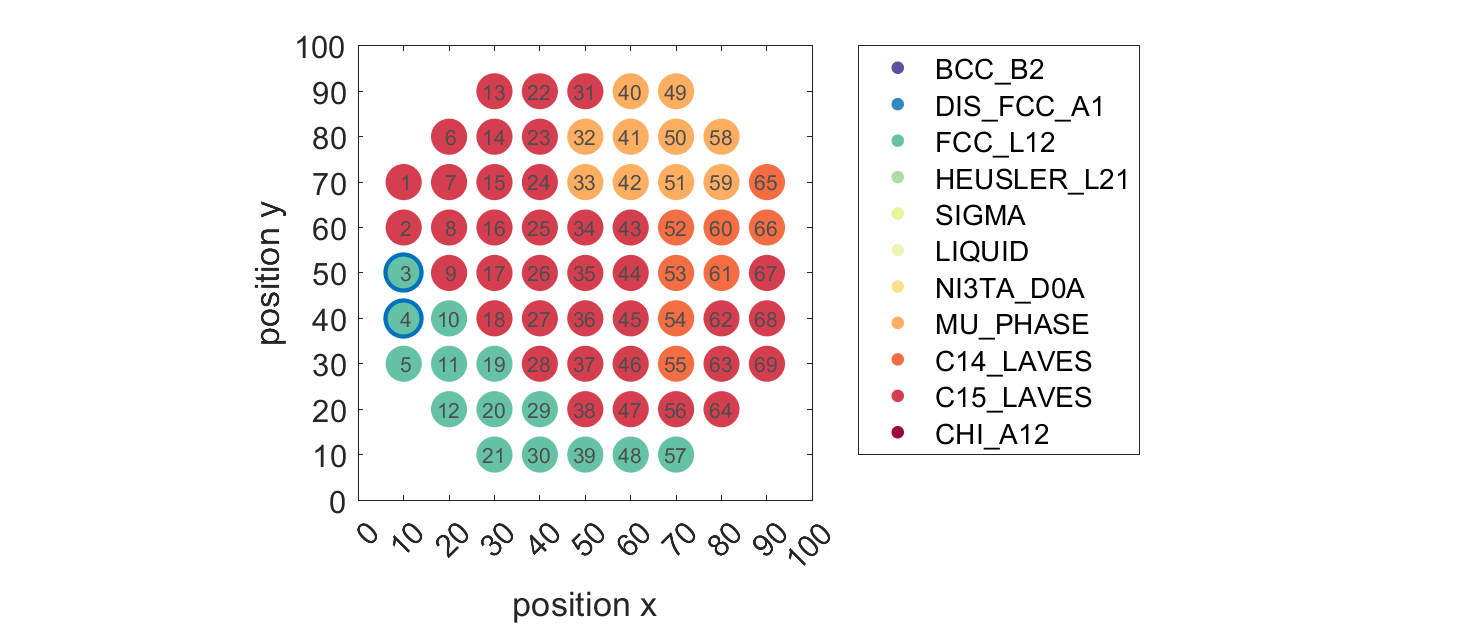 100
90
80
70
60
50
40
30
20
10
0
13 22 31 40 49
6 14 23 32 41 50 58
1 7 15 24 33 42 51 59 65
2 8 16 25 34 43 52 60 66
3 9 17 26 35 44 53 61 67
4 10 18 27 36 45 54 62 68
5 11 19 28 37 46 55 63 69
12 20 29 38 47 56 64
21 30 39 48 57
0 10 20 30 40 50 60 70 80 90 100
position x
position y
BCC_B2
DIS_FCC_A1
FCC_L12
HEUSLER_L21
SIGMA
LIQUID
NI3TA_D0A
MU_PHASE
C14_LAVES
C15_LAVES
CHI_A12